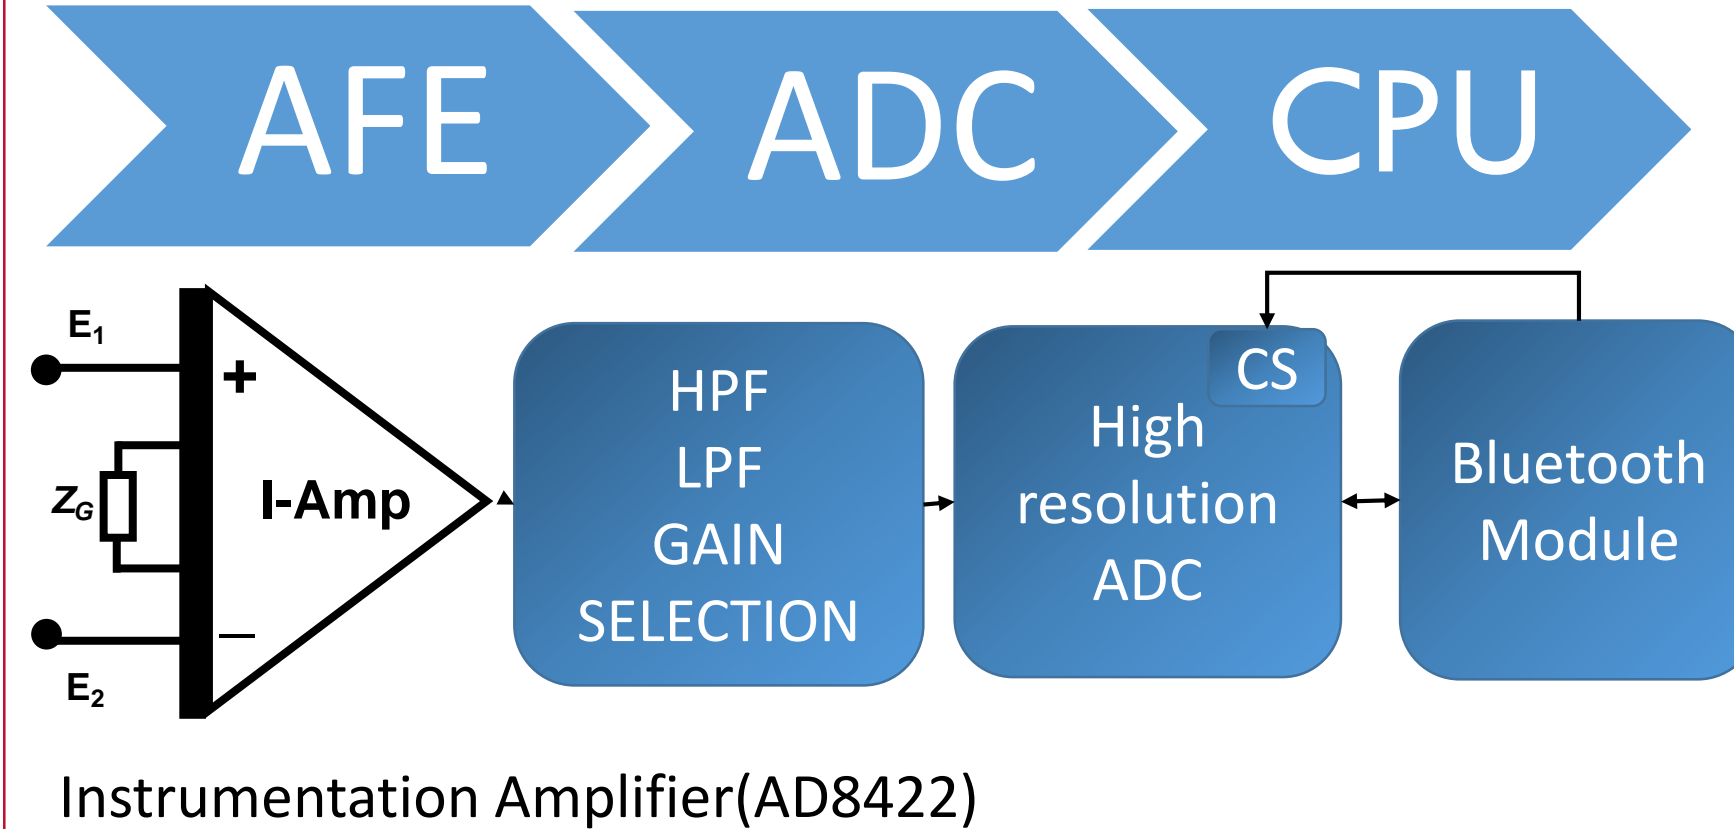 AFE
ADC
CPU
E1
+
ZG
I-Amp
–
E2
HPF
LPF
GAIN
SELECTION
CS
High
resolution
ADC
Bluetooth
Module
Instrumentation Amplifier(AD8422)